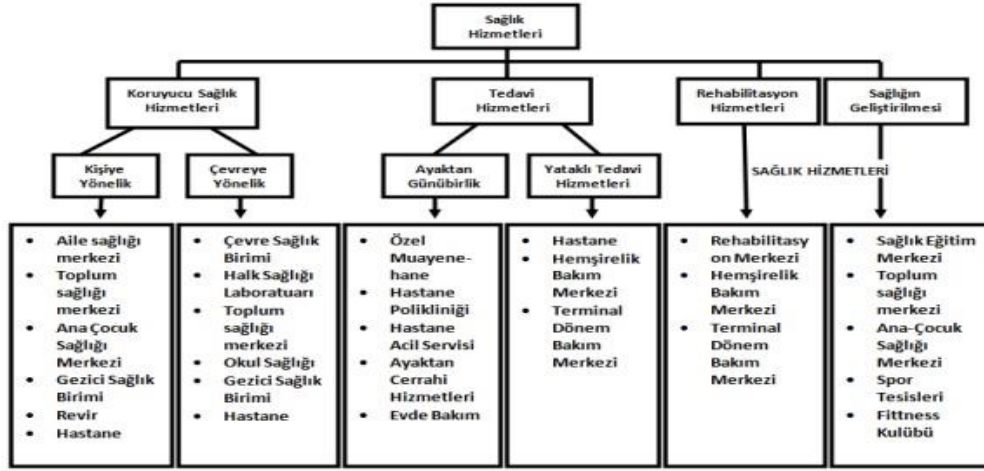 Sağlık
Hizmetleri
Koruyucu Sağlık
Hizmetleri
Tedavi
Hizmetleri
Rehabilitasyon
Hizmetleri
Sağlığın
Geliştirilmesi
Kişiye
Yönelik
Çevreye
Yönelik
Ayaktan
Günübirlik
Yataklı Tedavi
Hizmetleri
SAĞLIK HİZMETLERİ
• Aile sağlığı
merkezi
• Toplum
sağlığı
merkezi
• Ana Çocuk
Sağlığı
Merkezi
• Gezici Sağlık
Birimi
• Revir
• Hastane
• Çevre Sağlık
Birimi
• Halk Sağlığı
Laboratuarı
• Toplum
sağlığı
merkezi
• Okul Sağlığı
• Gezici Sağlık
Birimi
• Hastane
• Özel
Muayene-
hane
• Hastane
Polikliniği
• Hastane
Acil Servisi
• Ayaktan
Cerrahi
Hizmetleri
• Evde Bakım
• Hastane
• Hemşirelik
Bakım
Merkezi
• Terminal
Dönem
Bakım
Merkezi
• Rehabilitasy
on Merkezi
• Hemşirelik
Bakım
Merkezi
• Terminal
Dönem
Bakım
Merkezi
• Sağlık Eğitim
Merkezi
• Toplum
sağlığı
merkezi
• Ana-Çocuk
Sağlığı
Merkezi
• Spor
Tesisleri
• Fittness
Kulübü